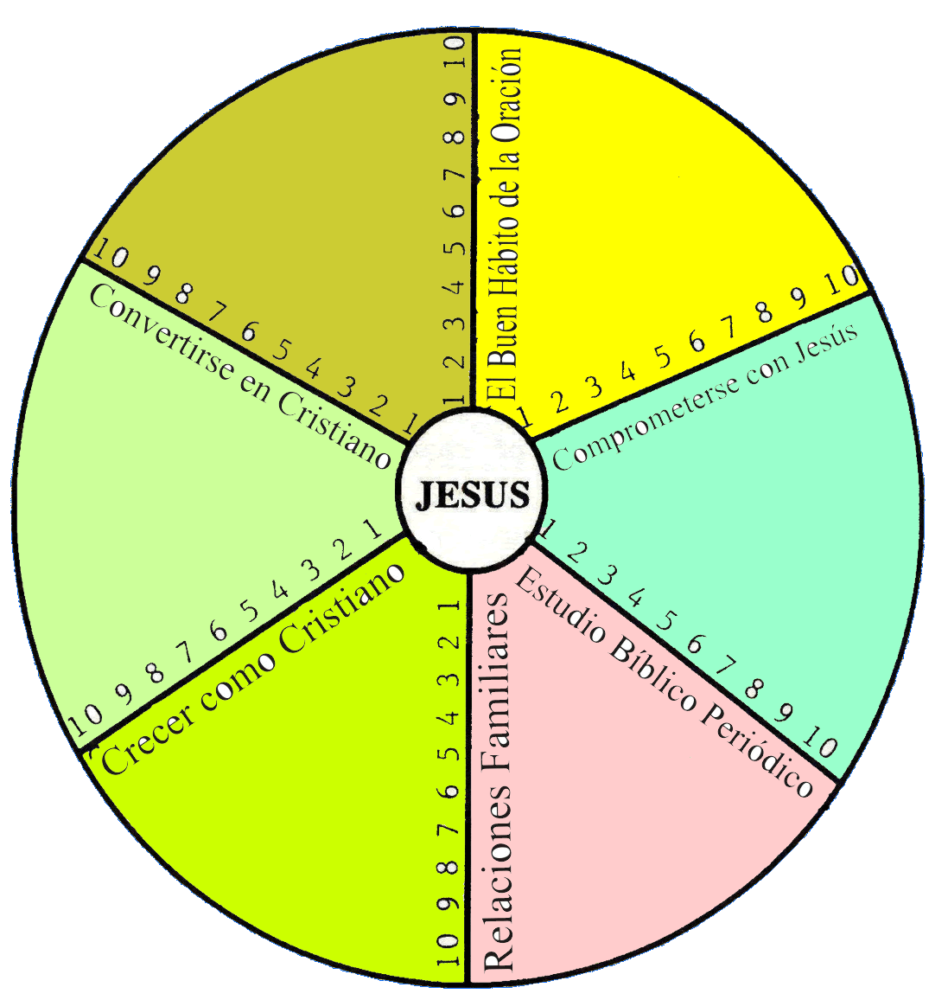 10 9 8 7 6 5 4 3 2 1
El Buen Hábito de la Oración
1 2 3 4 5 6 7 8 9 10
Comprometerse con Jesús
1 2 3 4 5 6 7 8 9 10
Estudio Bíblico Periódico
1 2 3 4 5 6 7 8 9 10
Relaciones Familiares
10 9 8 7 6 5 4 3 2 1
Crecer como Cristiano
10 9 8 7 6 5 4 3 2 1
Convertirse en Cristiano
JESUS